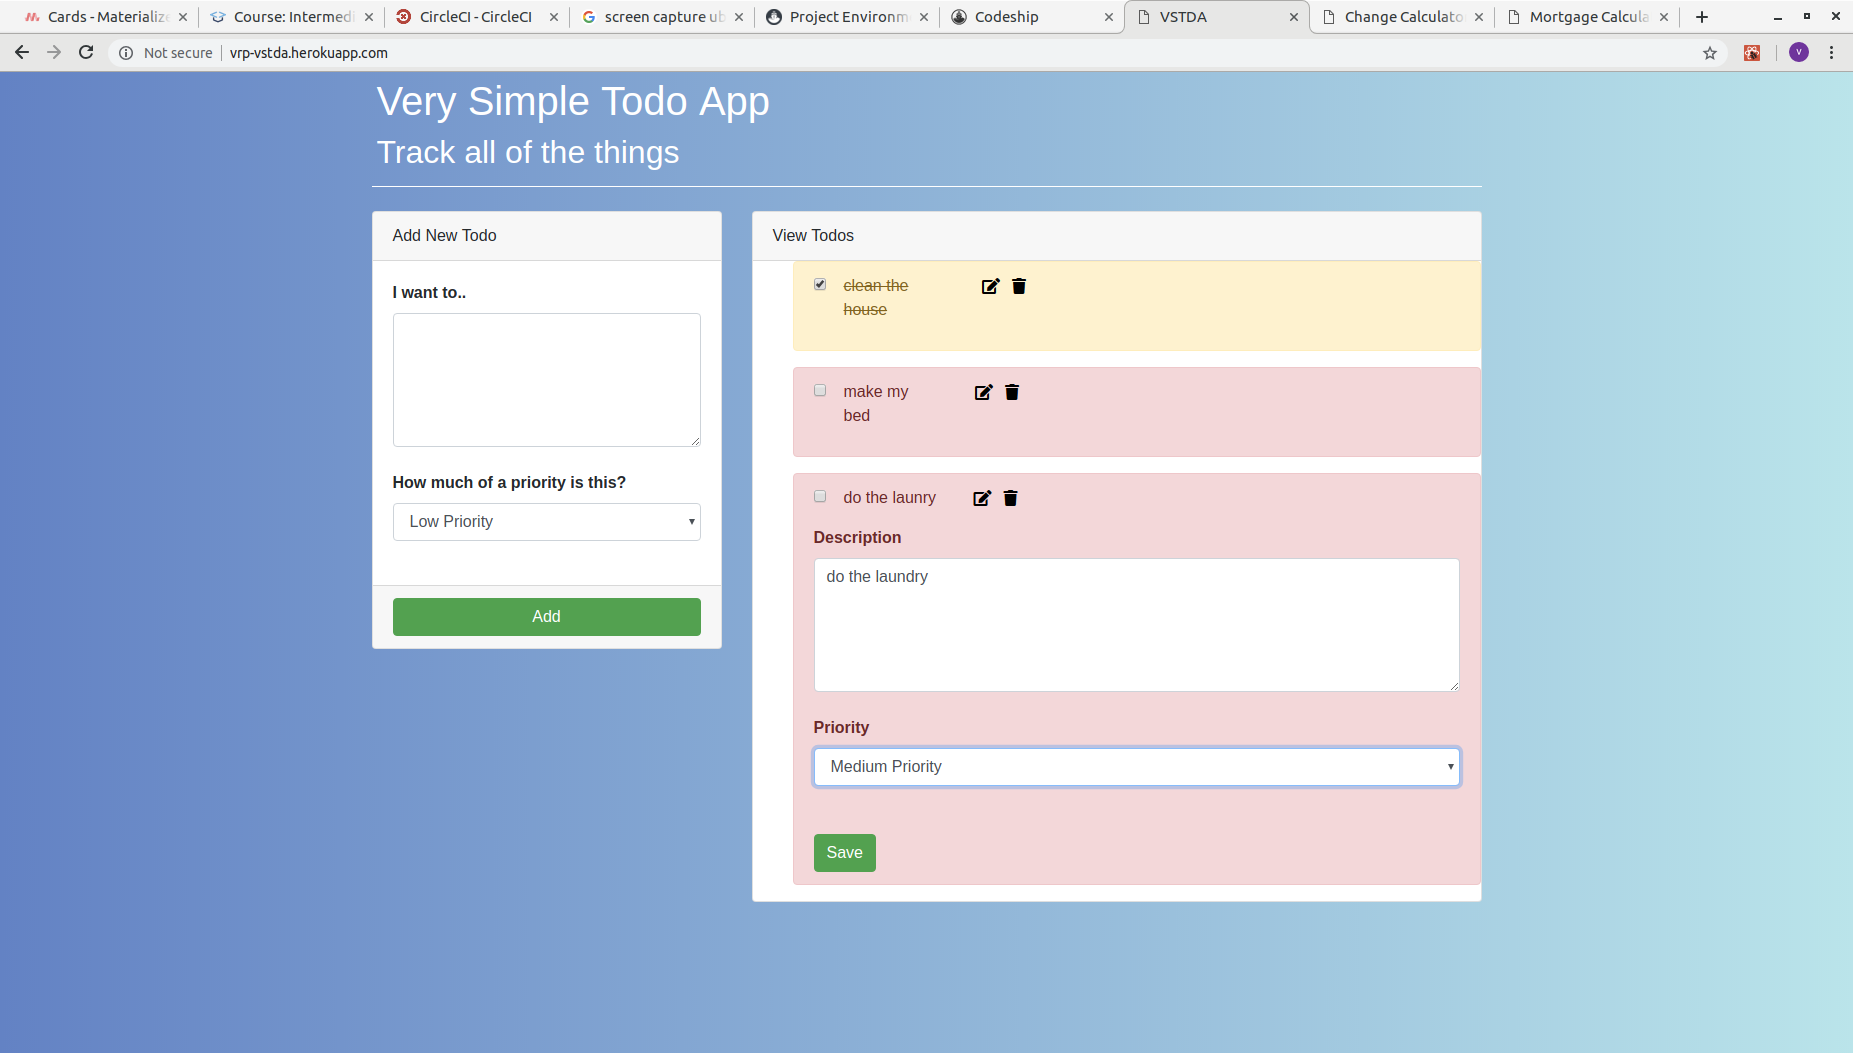 Cards - Materialize
Course: Intermedi
CircleCI - CircleCI
screen capture ub
Project Environm
Codeship
VSTDA
Change Calculato
Mortgage Calcula
Not secure
vrp-vstda.herokuapp.com
V
Very Simple Todo App
Track all of the things
Add New Todo
I want to..
How much of a priority is this?
Low Priority
Add
View Todos
clean the
house
make my
bed
do the launry
Description
do the laundry
Priority
Medium Priority
Save